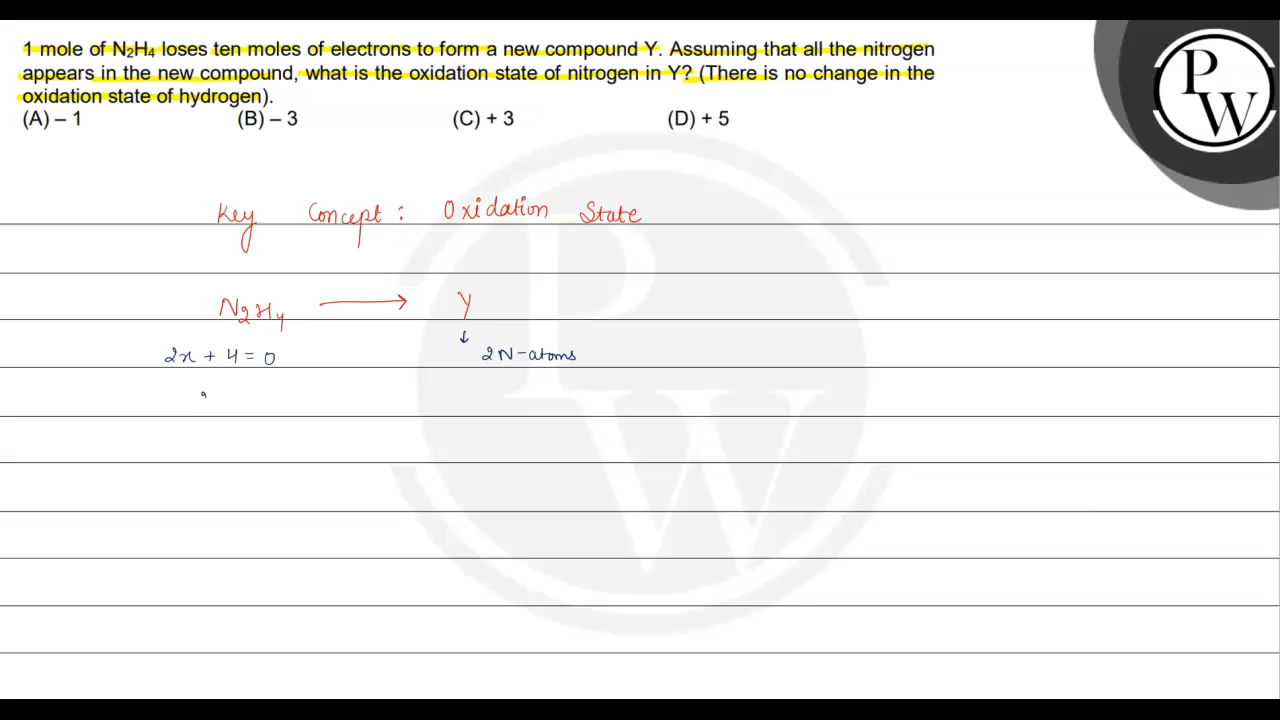 1 mole of N₂H₄ loses ten moles of electrons to form a new compound Y. Assuming that all the nitrogen
appears in the new compound, what is the oxidation state of nitrogen in Y? (There is no change in the
oxidation state of hydrogen).
(A) – 1 (B) – 3 (C) + 3 (D) + 5
P
W
Key Concept : Oxidation State
N₂H₄ → Y
↓
2x + 4 = 0 2N-atoms